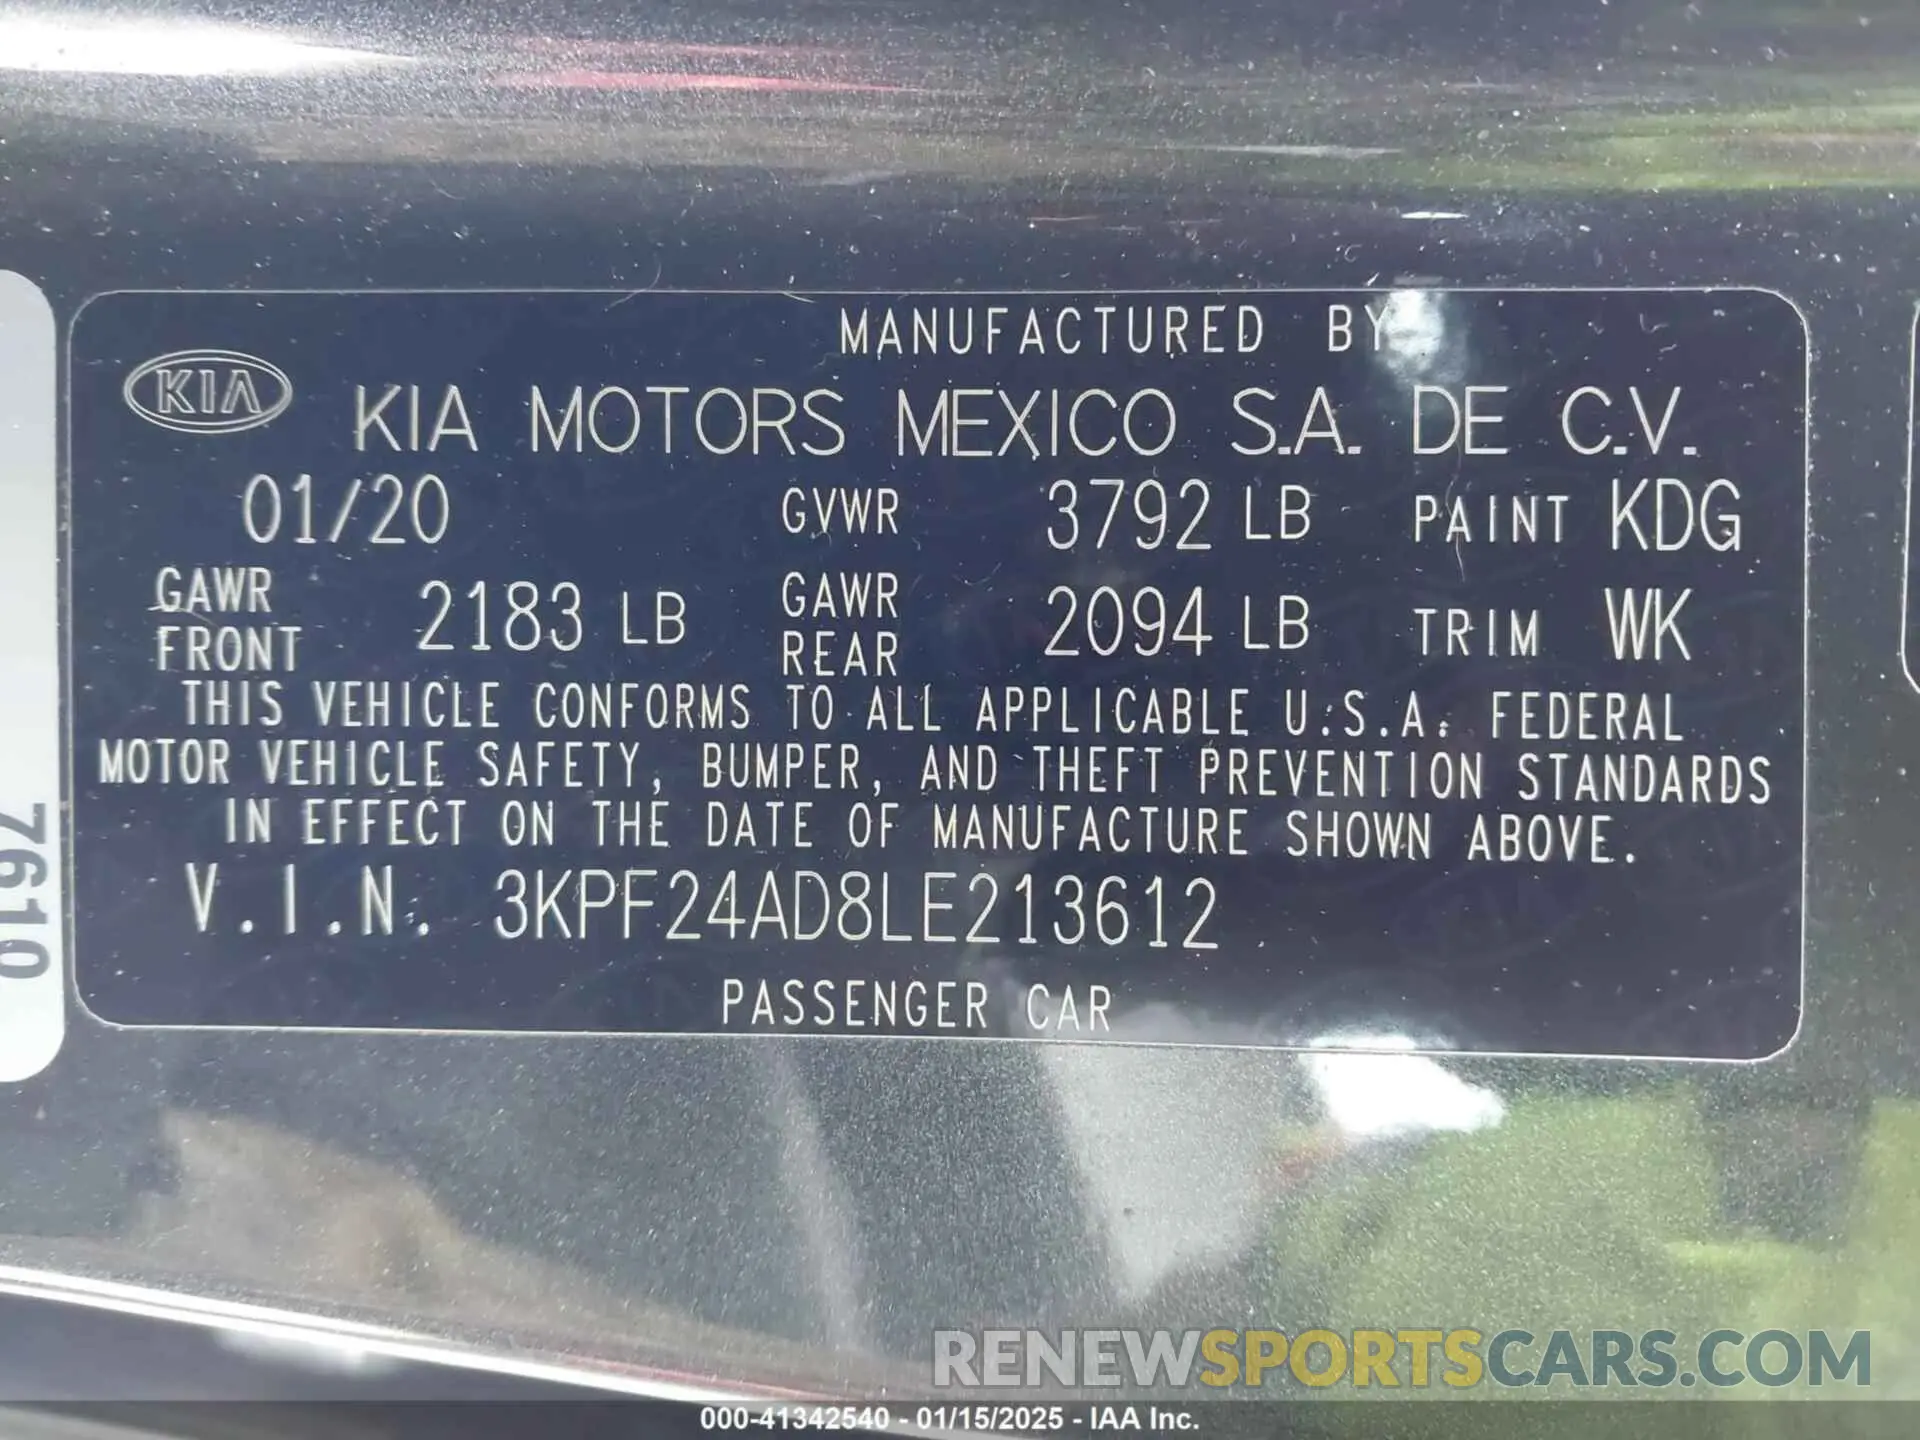 MANUFACTURED BY
KIA KIA MOTORS MEXICO S.A. DE C.V.
01/20 GVWR 3792 LB PAINT KDG
GAWR FRONT 2183 LB GAWR REAR 2094 LB TRIM WK
THIS VEHICLE CONFORMS TO ALL APPLICABLE U.S.A. FEDERAL
MOTOR VEHICLE SAFETY, BUMPER, AND THEFT PREVENTION STANDARDS
IN EFFECT ON THE DATE OF MANUFACTURE SHOWN ABOVE.
V.I.N. 3KPF24AD8LE213612
PASSENGER CAR
7610
RENEWSPORTSCARS.COM
000-41342540 - 01/15/2025 - IAA Inc.